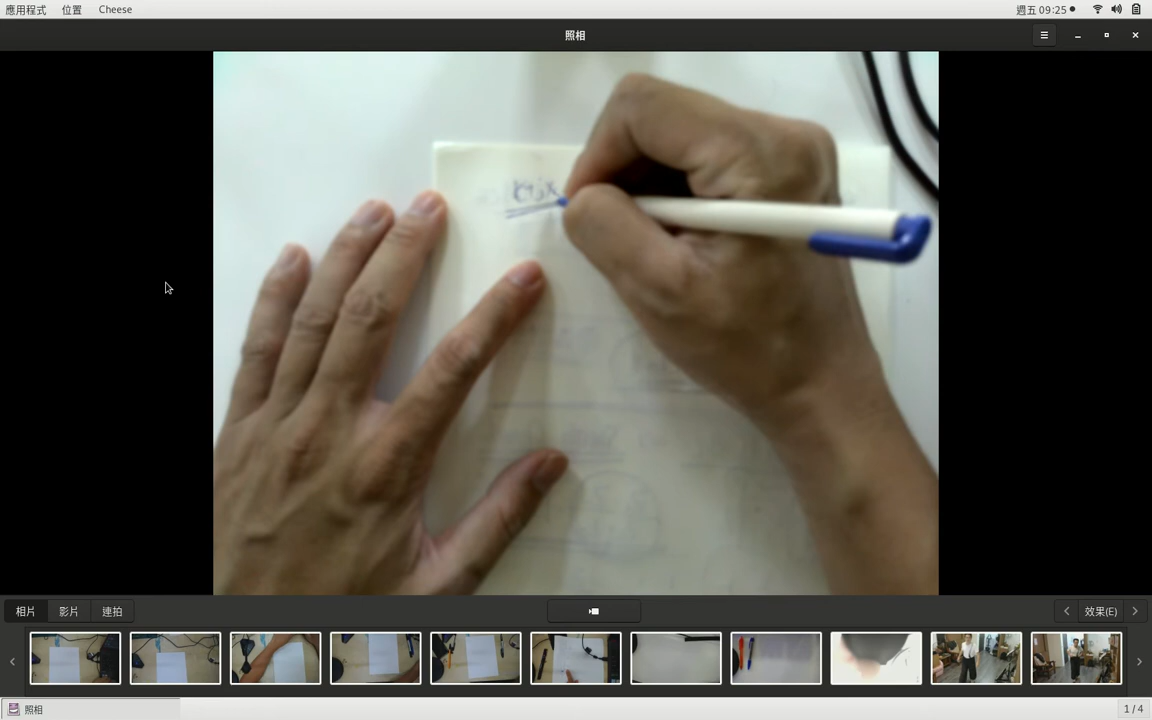 應用程式 位置 Cheese 週五 09:25
照相
相片 影片 連拍 效果(E)
照相 1 / 4